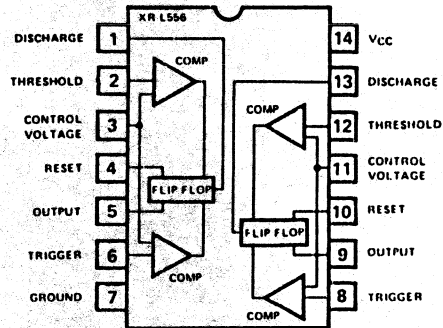 XR-L556
DISCHARGE 1
THRESHOLD 2
CONTROL VOLTAGE 3
RESET 4
OUTPUT 5
TRIGGER 6
GROUND 7
COMP
FLIP FLOP
COMP
14 VCC
13 DISCHARGE
12 THRESHOLD
11 CONTROL VOLTAGE
10 RESET
9 OUTPUT
8 TRIGGER
COMP
FLIP FLOP
COMP